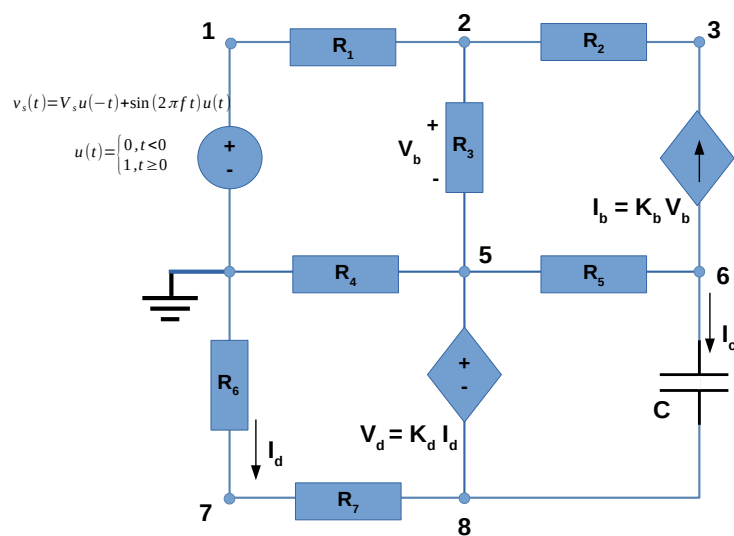 1
2
3
R1
R2
vs(t)=Vsu(−t)+sin(2πft)u(t)
u(t)={0,t<0
1,t≥0
+
-
+
Vb
-
R3
Ib = Kb Vb
R4
5
R5
6
Ic
R6
+
-
C
Vd = Kd Id
Id
7
R7
8